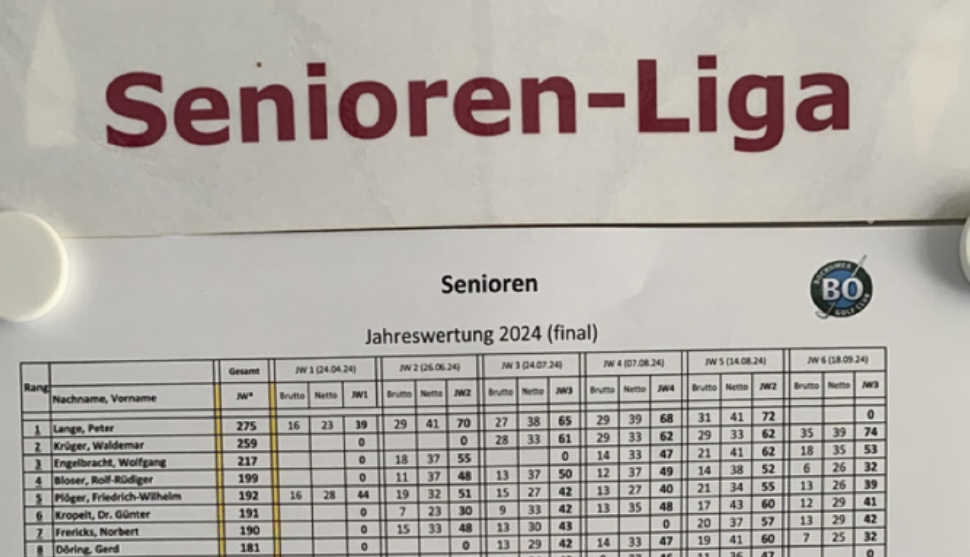 Senioren-Liga
Senioren
BOCHUMER
BO
GOLF CLUB
Jahreswertung 2024 (final)
Rang Nachname, Vorname Gesamt JW 1 (24.04.24) JW 2 (26.06.24) JW 3 (24.07.24) JW 4 (07.08.24) JW 5 (14.08.24) JW 6 (18.09.24)
JW* Brutto Netto JW1 Brutto Netto JW2 Brutto Netto JW3 Brutto Netto JW4 Brutto Netto JW2 Brutto Netto JW3
1 Lange, Peter 275 16 23 39 29 41 70 27 38 65 29 39 68 31 41 72 0
2 Krüger, Waldemar 259 0 0 28 33 61 29 33 62 29 33 62 35 39 74
3 Engelbracht, Wolfgang 217 0 18 37 55 0 14 33 47 21 41 62 18 35 53
4 Bloser, Rolf-Rüdiger 199 0 11 37 48 13 37 50 12 37 49 14 38 52 6 26 32
5 Plöger, Friedrich-Wilhelm 192 16 28 44 19 32 51 15 27 42 13 27 40 21 34 55 13 26 39
6 Kropeit, Dr. Günter 191 0 7 23 30 9 33 42 13 35 48 17 43 60 12 29 41
7 Frericks, Norbert 190 0 15 33 48 13 30 43 0 20 37 57 13 29 42
8 Döring, Gerd 181 0 0 13 29 42 14 33 47 19 41 60 7 25 32